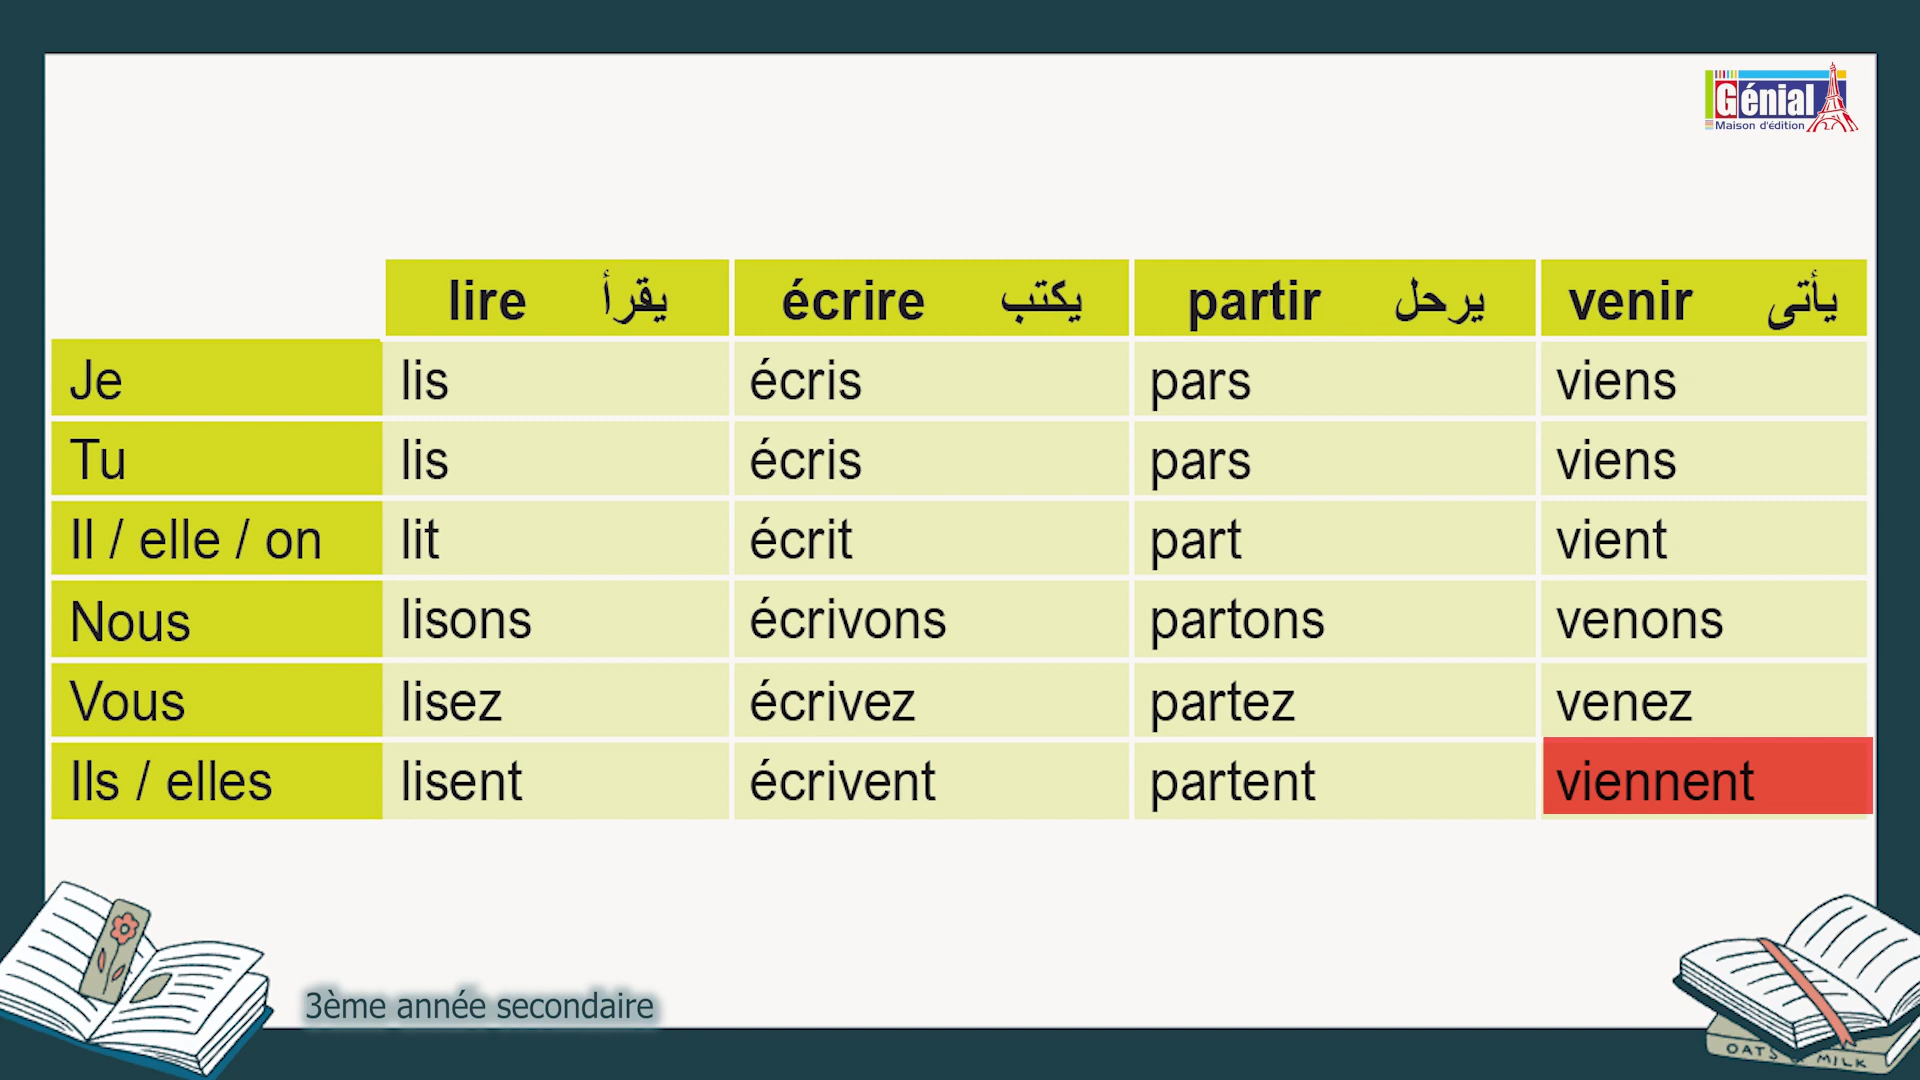 Génial
Maison d'édition
lire يقرأ écrire يكتب partir يرحل venir يأتى
Je lis écris pars viens
Tu lis écris pars viens
Il / elle / on lit écrit part vient
Nous lisons écrivons partons venons
Vous lisez écrivez partez venez
Ils / elles lisent écrivent partent viennent
3ème année secondaire
OATS & MILK